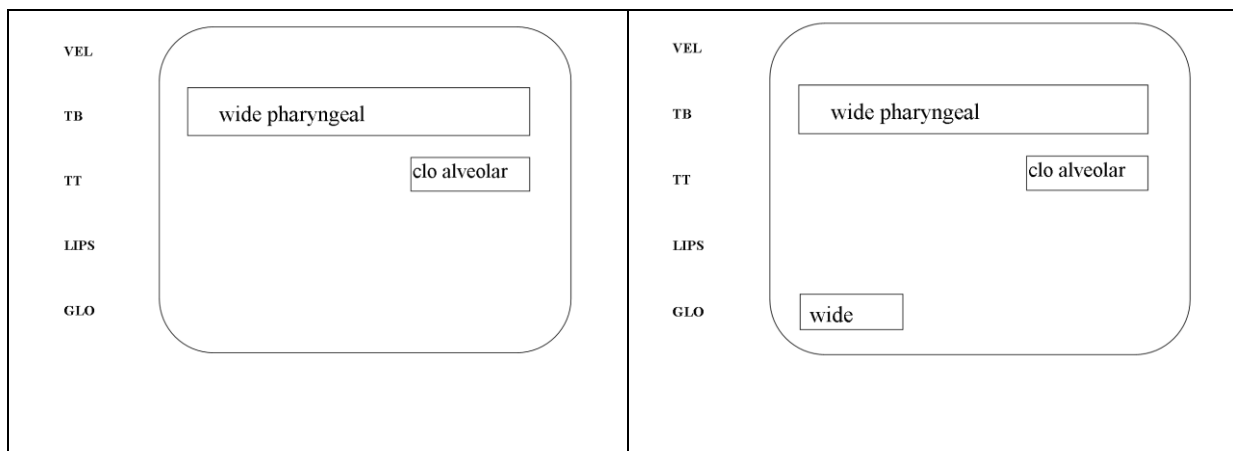 VEL
TB wide pharyngeal
TT clo alveolar
LIPS
GLO
VEL
TB wide pharyngeal
TT clo alveolar
LIPS
GLO wide